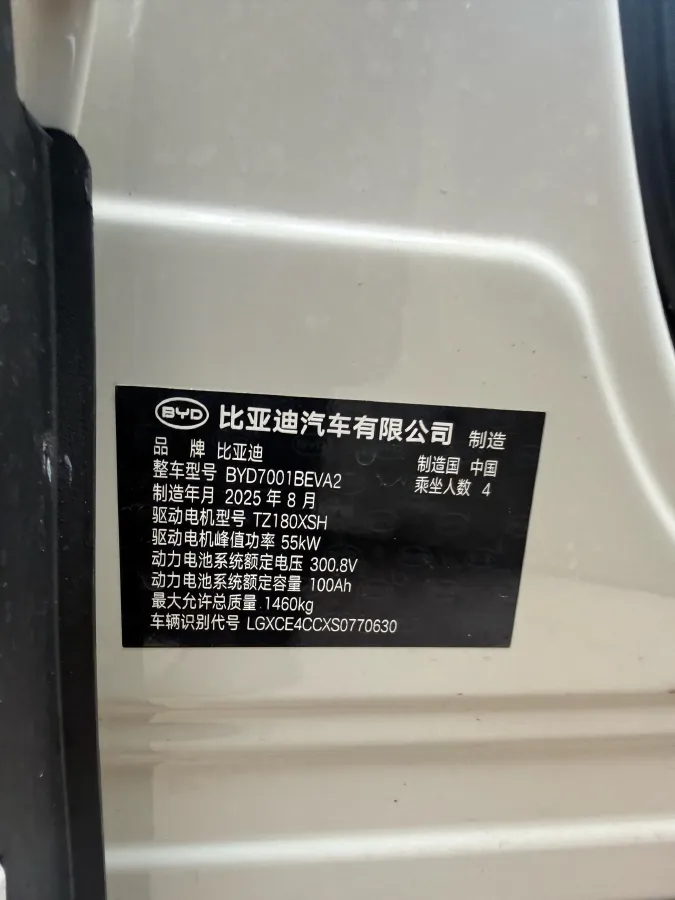 BYD 比亚迪汽车有限公司 制造
品 牌 比亚迪
制造国 中国
整车型号 BYD7001BEVA2
乘坐人数 4
制造年月 2025 年 8 月
驱动电机型号 TZ180XSH
驱动电机峰值功率 55kW
动力电池系统额定电压 300.8V
动力电池系统额定容量 100Ah
最大允许总质量 1460kg
车辆识别代号 LGXCE4CCXS0770630